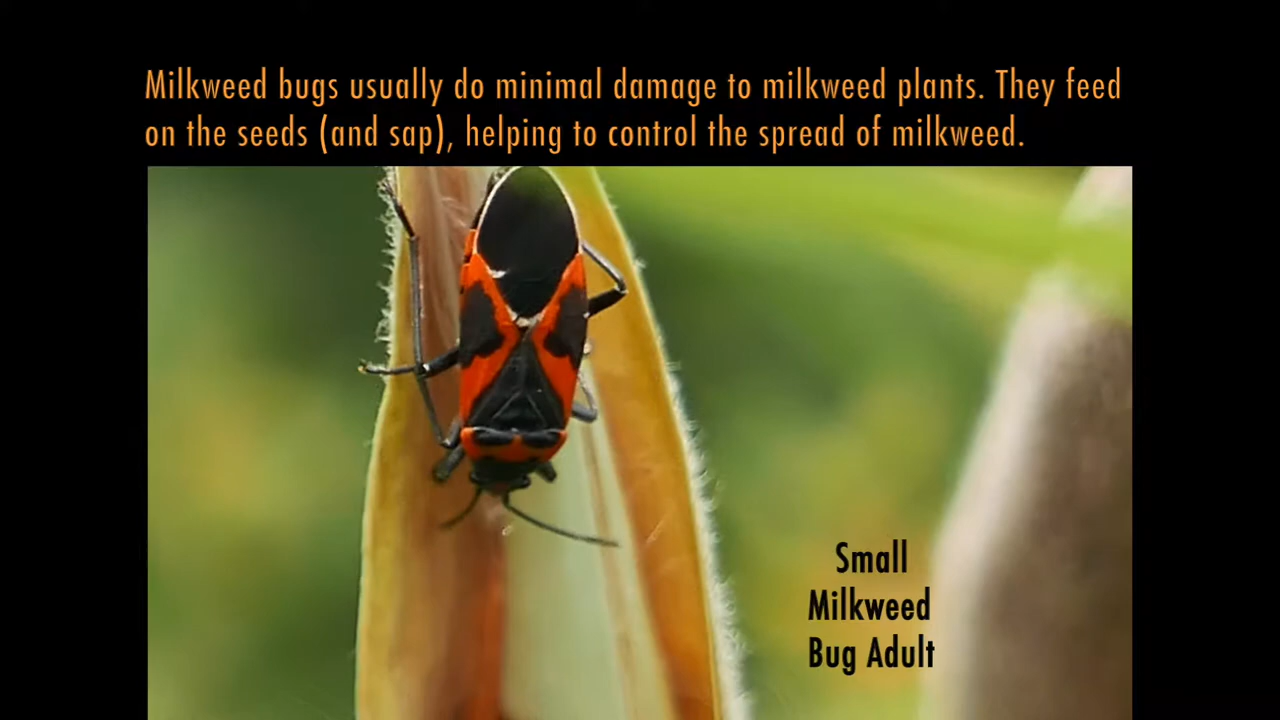 Milkweed bugs usually do minimal damage to milkweed plants. They feed
on the seeds (and sap), helping to control the spread of milkweed.
Small
Milkweed
Bug Adult